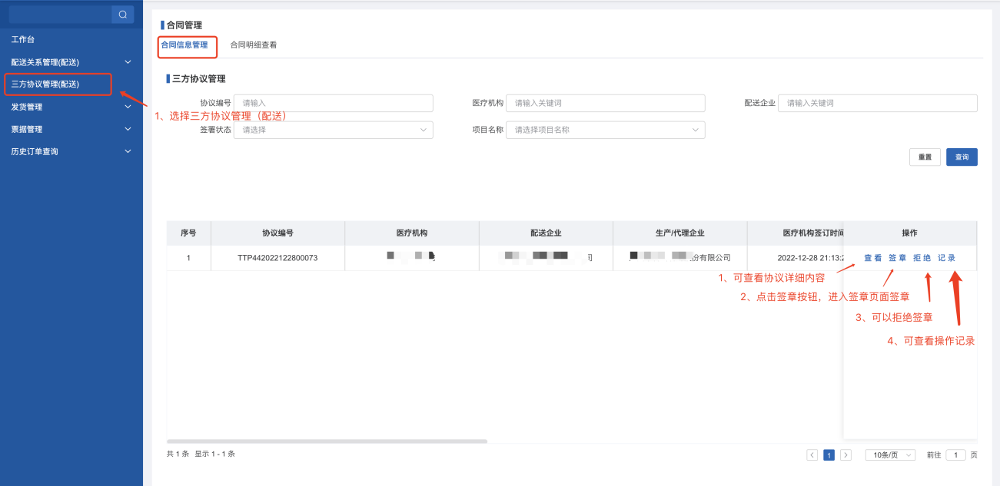 合同管理
工作台
合同信息管理 合同明细查看
配送关系管理(配送)
三方协议管理(配送)
三方协议管理
发货管理
协议编号 请输入 医疗机构 请输入关键词 配送企业 请输入关键词
1、选择三方协议管理（配送）
票据管理
签署状态 请选择 项目名称 请选择项目名称
历史订单查询
重置 查询
序号 协议编号 医疗机构 配送企业 生产/代理企业 医疗机构签订时间 操作
1 TTP442022122800073 司 份有限公司 2022-12-28 21:13:2 查看 签章 拒绝 记录
1、可查看协议详细内容
2、点击签章按钮，进入签章页面签章
3、可以拒绝签章
4、可查看操作记录
共 1 条 显示 1 - 1 条 1 10条/页 前往 1 页